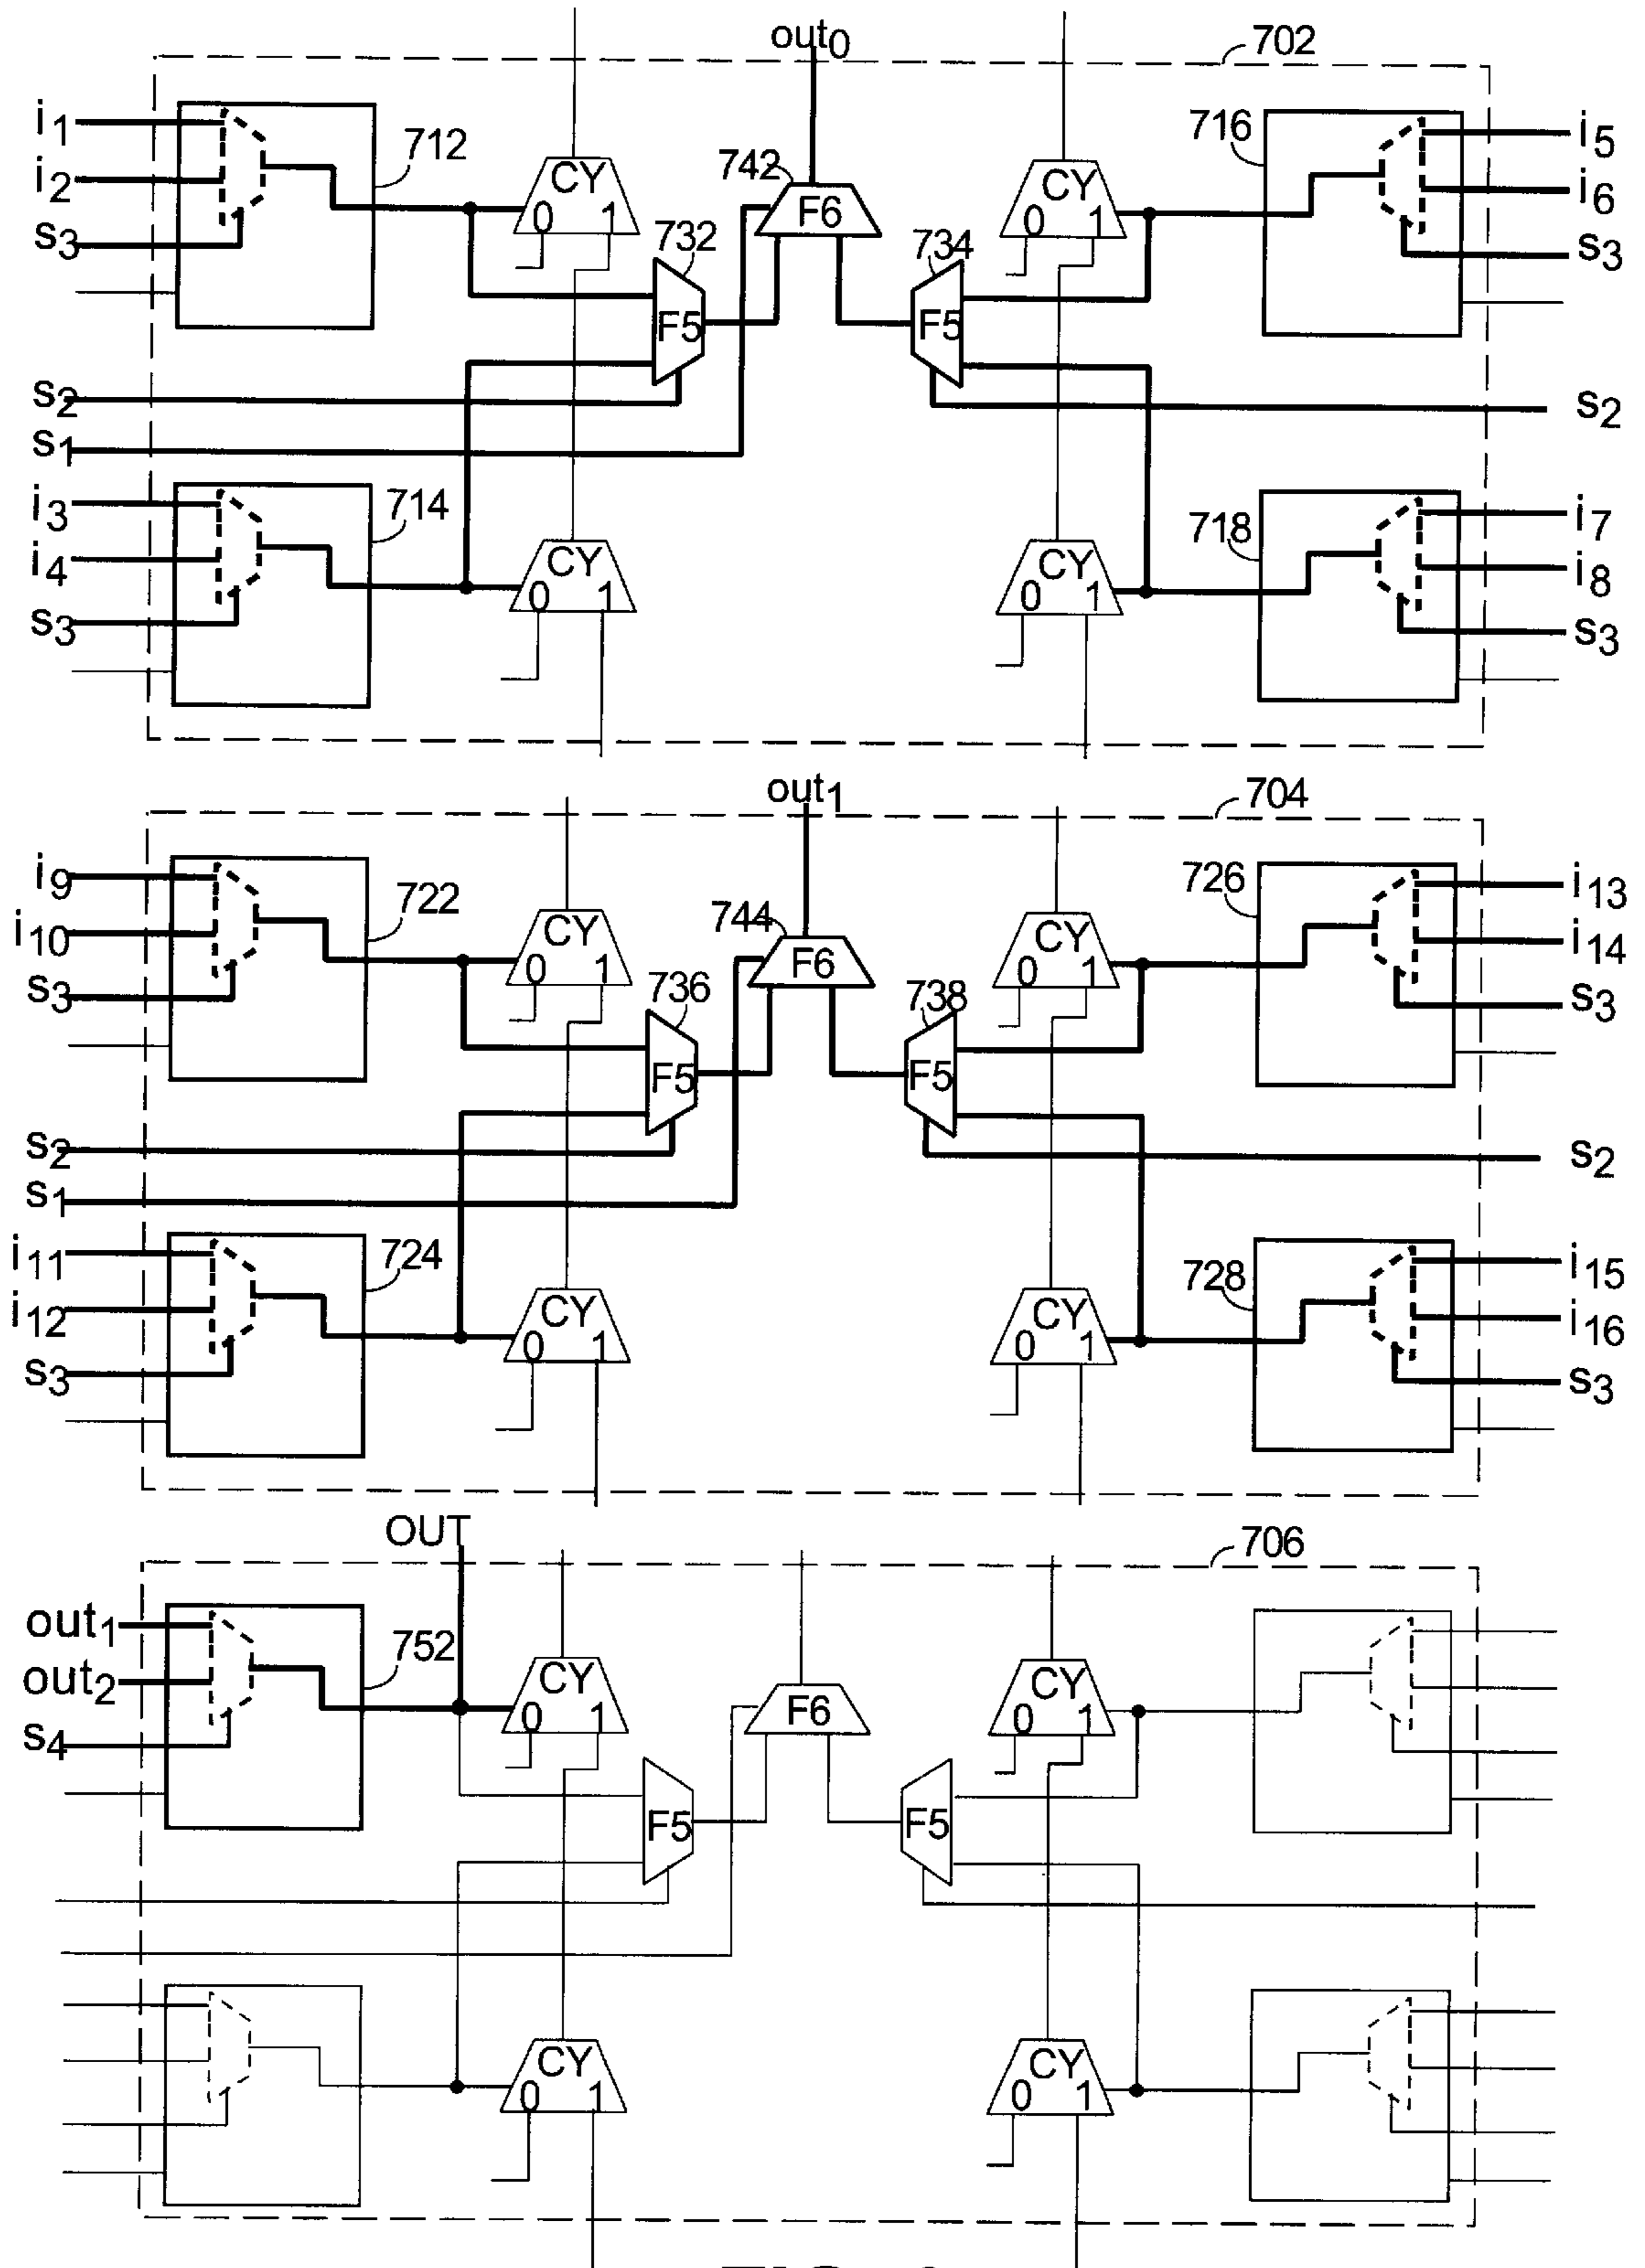 out0
702
i1
i2
s3
712
CY
0 1
742
F6
CY
0 1
716
i5
i6
s3
732
F5
734
F5
s2
s1
s2
i3
i4
s3
714
CY
0 1
CY
0 1
718
i7
i8
s3
out1
704
i9
i10
s3
722
CY
0 1
744
F6
CY
0 1
726
i13
i14
s3
736
F5
738
F5
s2
s1
s2
i11
i12
s3
724
CY
0 1
CY
0 1
728
i15
i16
s3
OUT
706
out1
out2
s4
752
CY
0 1
F6
CY
0 1
F5
F5
CY
0 1
CY
0 1